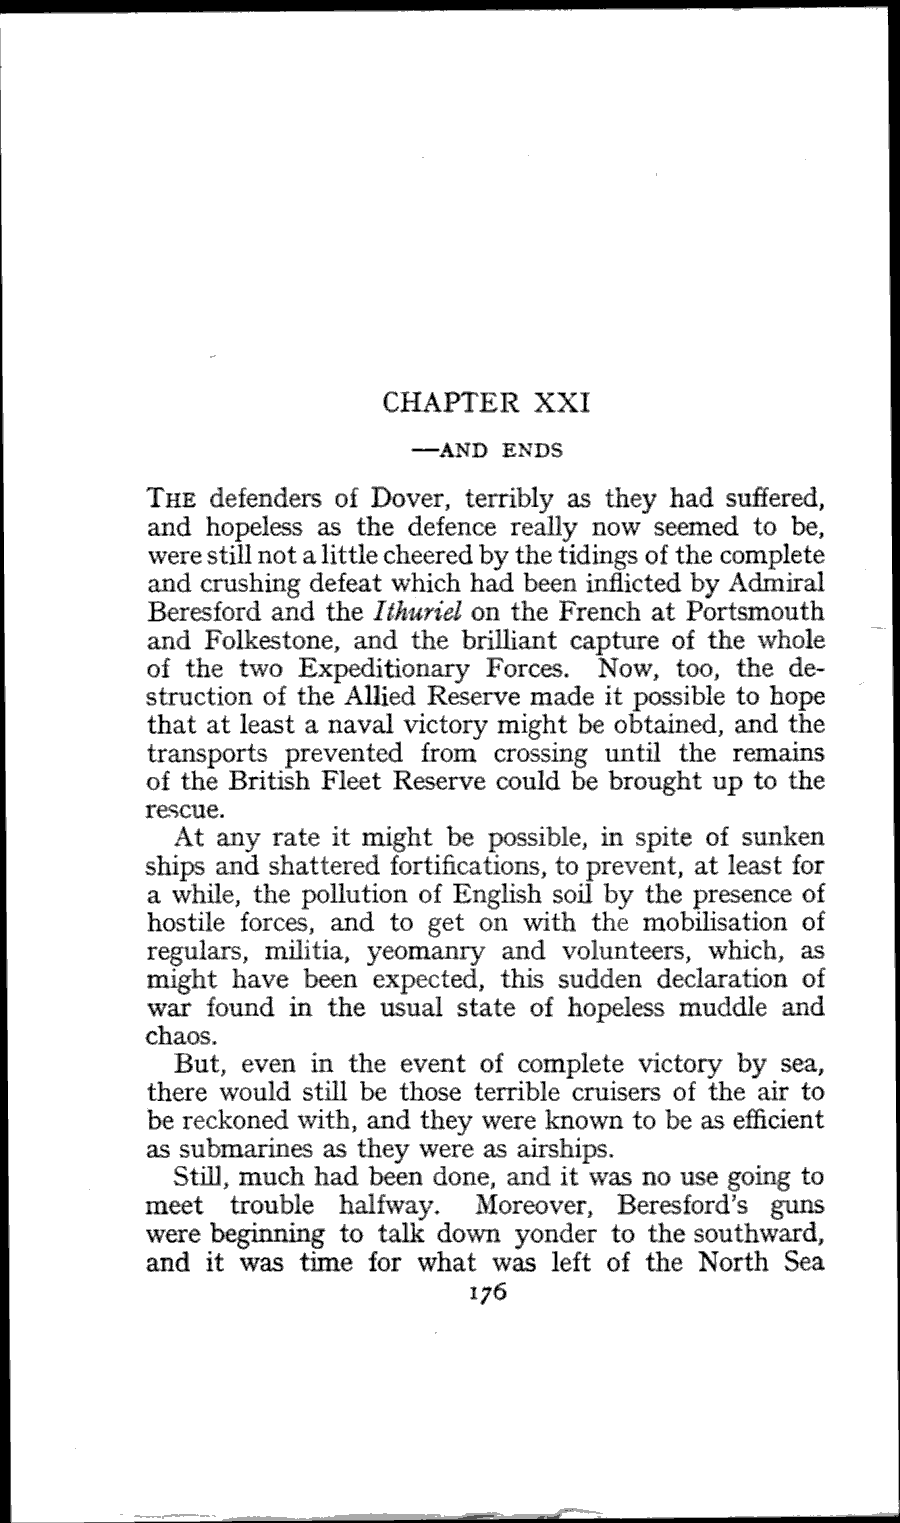 CHAPTER XXI
—AND ENDS
THE defenders of Dover, terribly as they had suffered,
and hopeless as the defence really now seemed to be,
were still not a little cheered by the tidings of the complete
and crushing defeat which had been inflicted by Admiral
Beresford and the Ithuriel on the French at Portsmouth
and Folkestone, and the brilliant capture of the whole
of the two Expeditionary Forces. Now, too, the de-
struction of the Allied Reserve made it possible to hope
that at least a naval victory might be obtained, and the
transports prevented from crossing until the remains
of the British Fleet Reserve could be brought up to the
rescue.
At any rate it might be possible, in spite of sunken
ships and shattered fortifications, to prevent, at least for
a while, the pollution of English soil by the presence of
hostile forces, and to get on with the mobilisation of
regulars, militia, yeomanry and volunteers, which, as
might have been expected, this sudden declaration of
war found in the usual state of hopeless muddle and
chaos.
But, even in the event of complete victory by sea,
there would still be those terrible cruisers of the air to
be reckoned with, and they were known to be as efficient
as submarines as they were as airships.
Still, much had been done, and it was no use going to
meet trouble halfway. Moreover, Beresford's guns
were beginning to talk down yonder to the southward,
and it was time for what was left of the North Sea
176